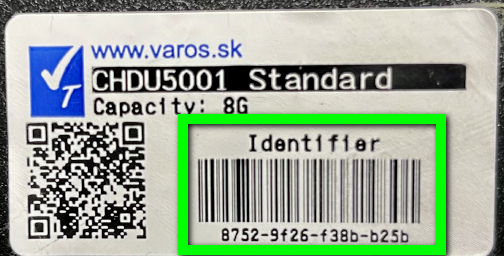 www.varos.sk
CHDU5001 Standard
Capacity: 8G
Identifier
8752-9f26-f38b-b25b